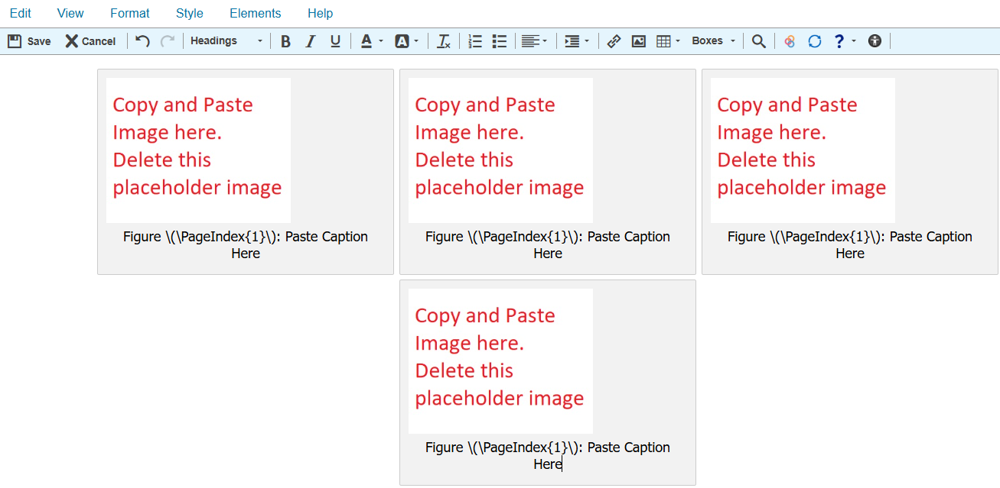 Edit View Format Style Elements Help
Save Cancel Headings B I U A A Tx Boxes ?
Copy and Paste
Image here.
Delete this
placeholder image
Figure \(\PageIndex{1}\): Paste Caption
Here
Copy and Paste
Image here.
Delete this
placeholder image
Figure \(\PageIndex{1}\): Paste Caption
Here
Copy and Paste
Image here.
Delete this
placeholder image
Figure \(\PageIndex{1}\): Paste Caption
Here
Copy and Paste
Image here.
Delete this
placeholder image
Figure \(\PageIndex{1}\): Paste Caption
Here